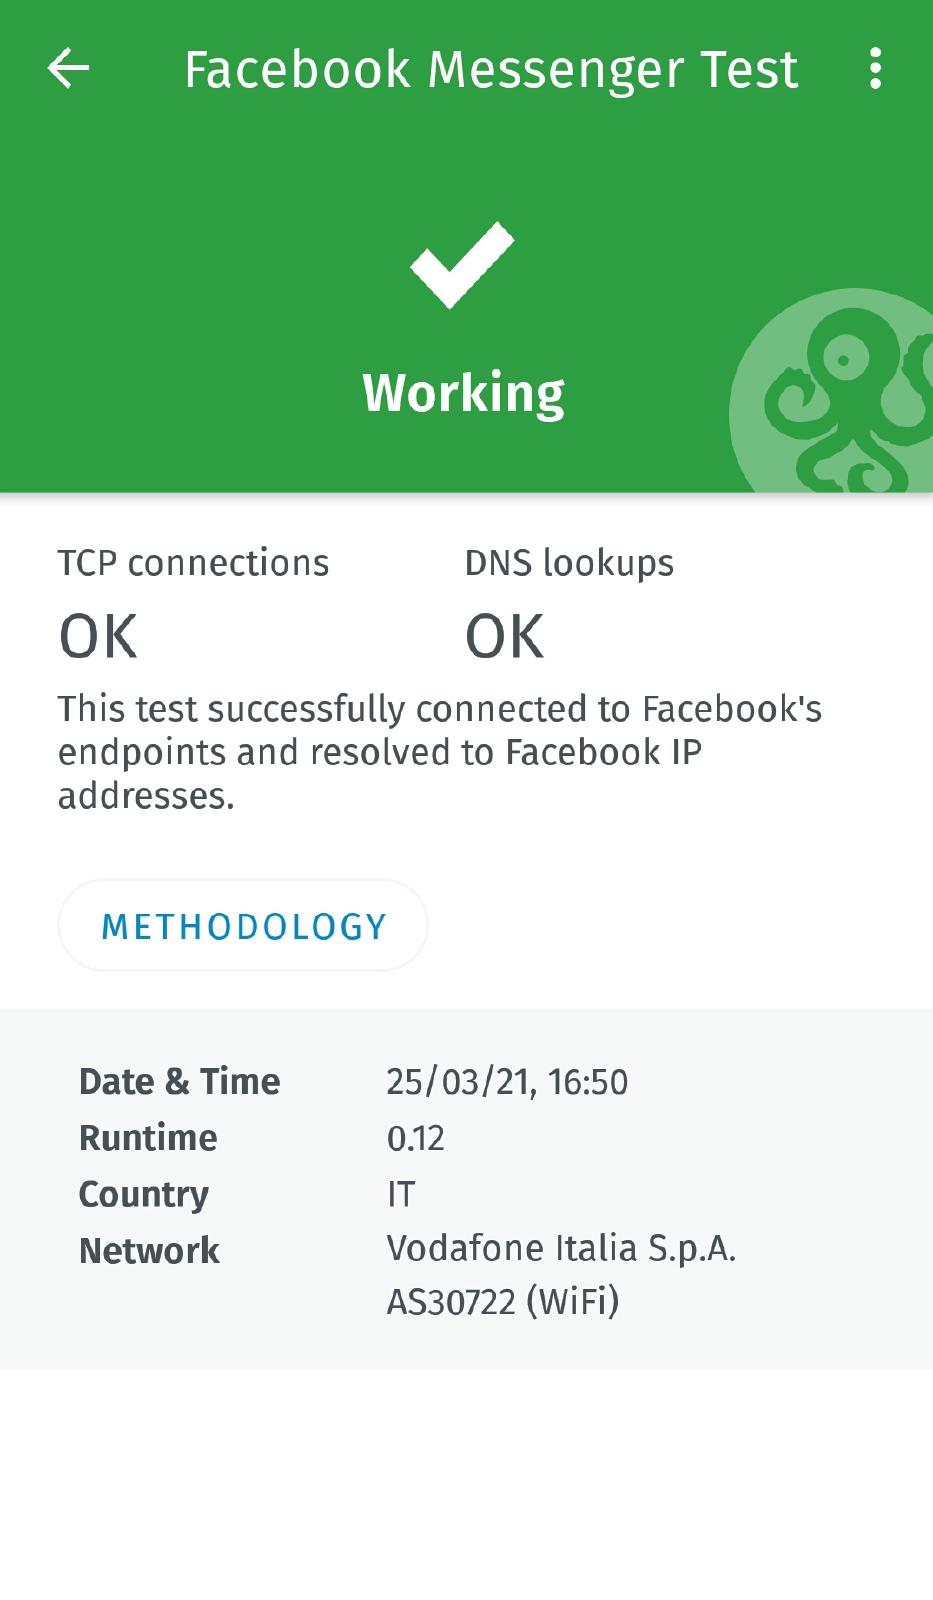 Facebook Messenger Test
Working
TCP connections
DNS lookups
OK
OK
This test successfully connected to Facebook's
endpoints and resolved to Facebook IP
addresses.
METHODOLOGY
Date & Time 25/03/21, 16:50
Runtime 0.12
Country IT
Network Vodafone Italia S.p.A.
AS30722 (WiFi)